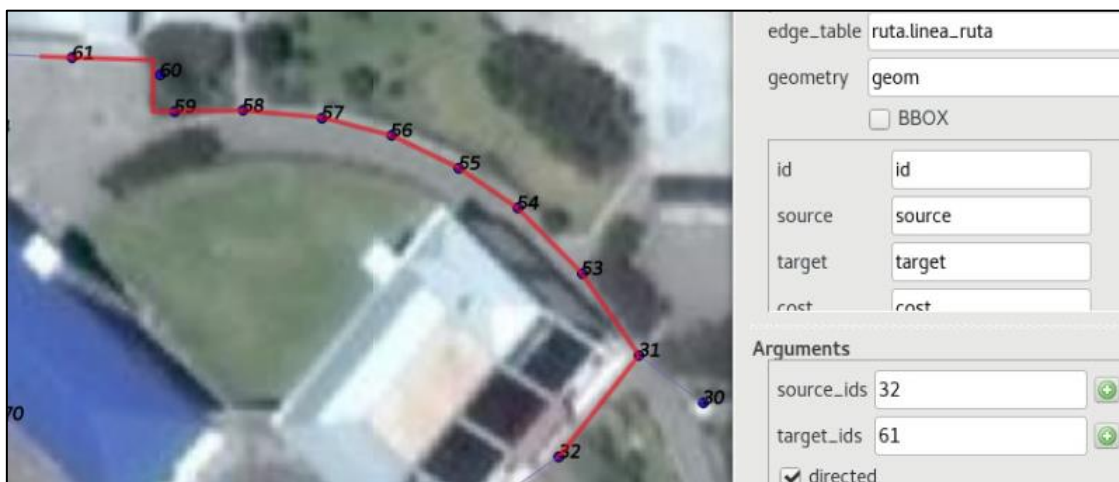 61
60
59
58
57
56
55
54
53
31
30
32
70
edge_table ruta.linea_ruta
geometry geom
BBOX
id id
source source
target target
cost cost
Arguments
source_ids 32
target_ids 61
directed